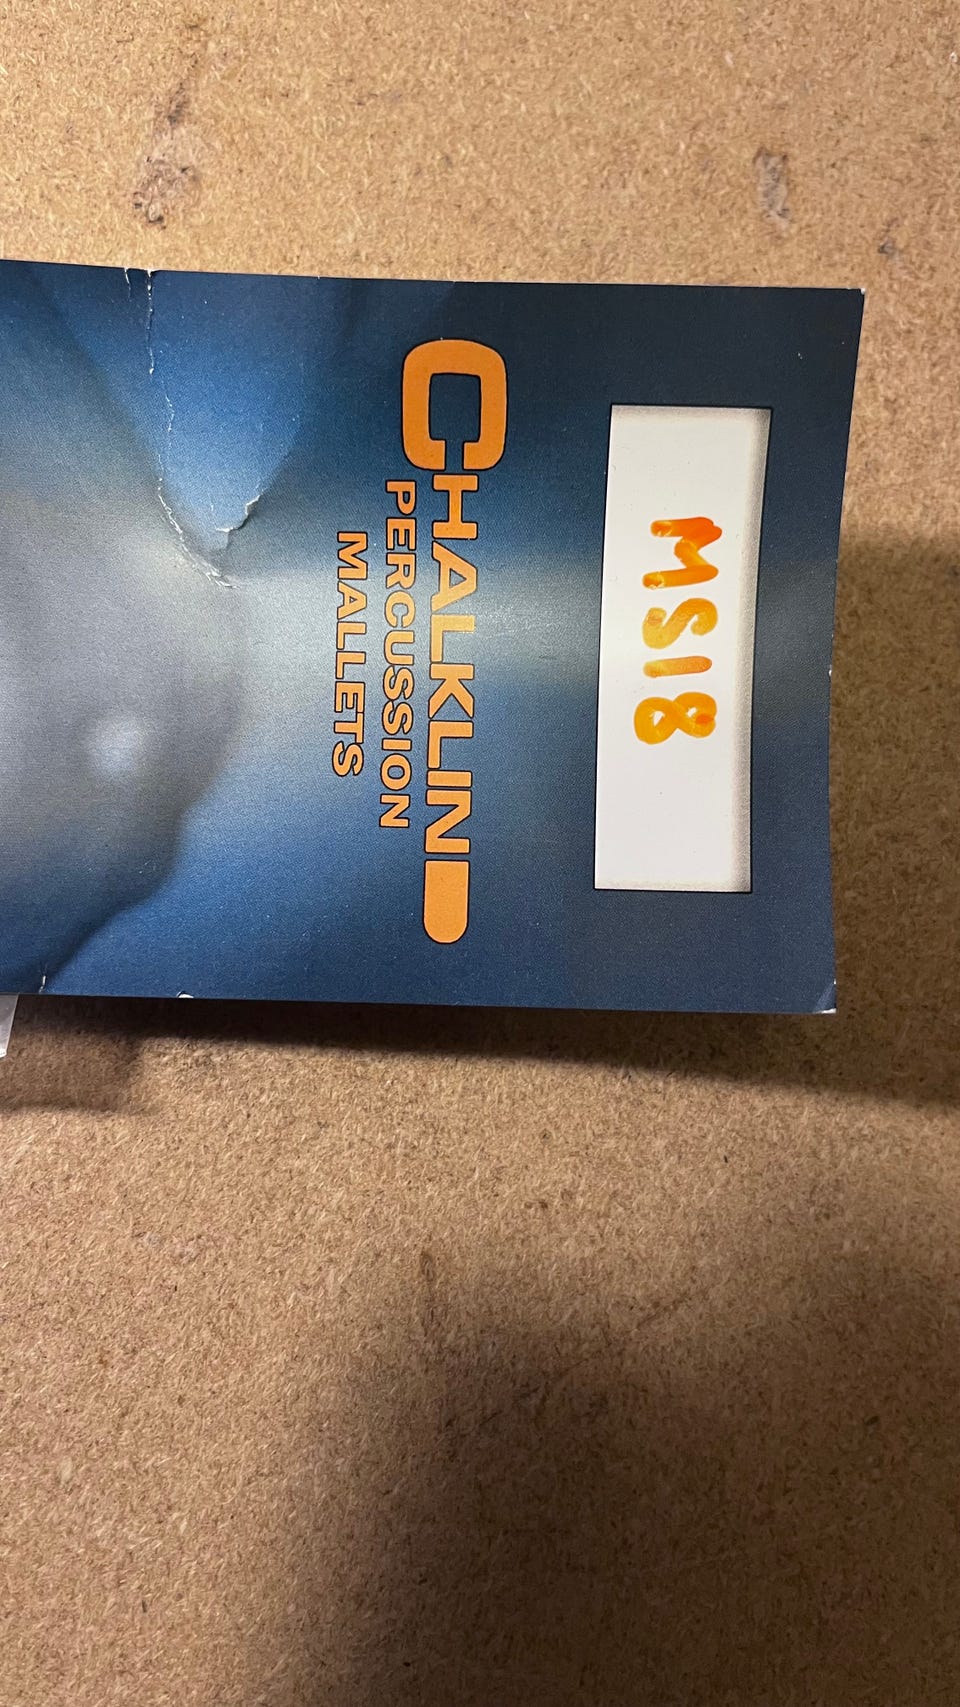 MS18
CHALKLIN
PERCUSSION
MALLETS